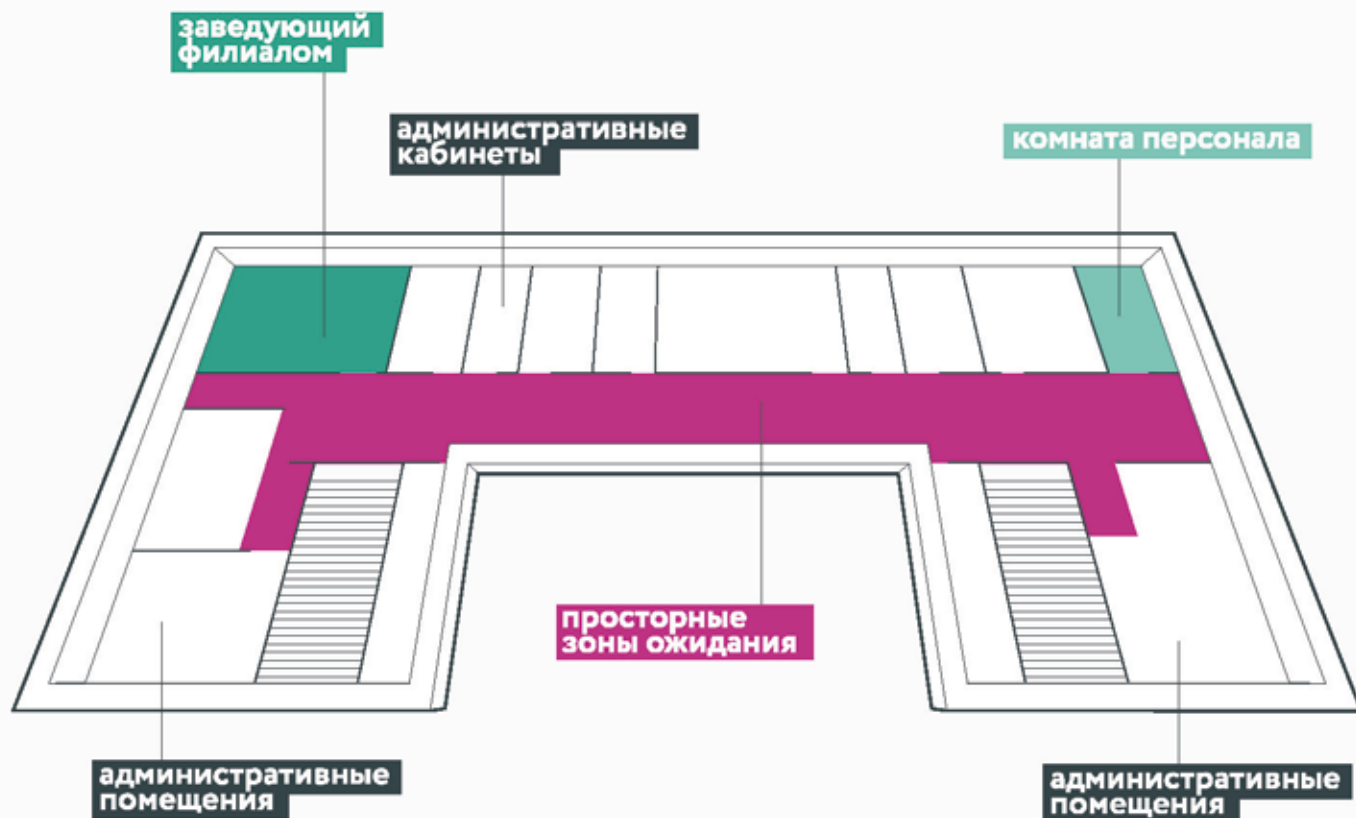 заведующий
филиалом
административные
кабинеты
комната персонала
просторные
зоны ожидания
административные
помещения
административные
помещения